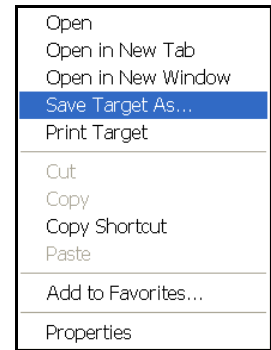 Open
Open in New Tab
Open in New Window
Save Target As...
Print Target
Cut
Copy
Copy Shortcut
Paste
Add to Favorites...
Properties